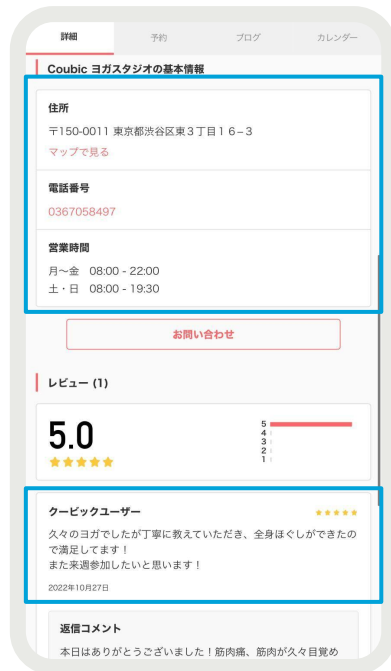 詳細 予約 ブログ カレンダー
Coubic ヨガスタジオの基本情報
住所
〒150-0011 東京都渋谷区東３丁目１６−３
マップで見る
電話番号
0367058497
営業時間
月〜金 08:00 - 22:00
土・日 08:00 - 19:30
お問い合わせ
レビュー (1)
5.0
5
4
3
2
1
クービックユーザー
久々のヨガでしたが丁寧に教えていただき、全身ほぐしができたの
で満足してます！
また来週参加したいと思います！
2022年10月27日
返信コメント
本日はありがとうございました！筋肉痛、筋肉が久々目覚め